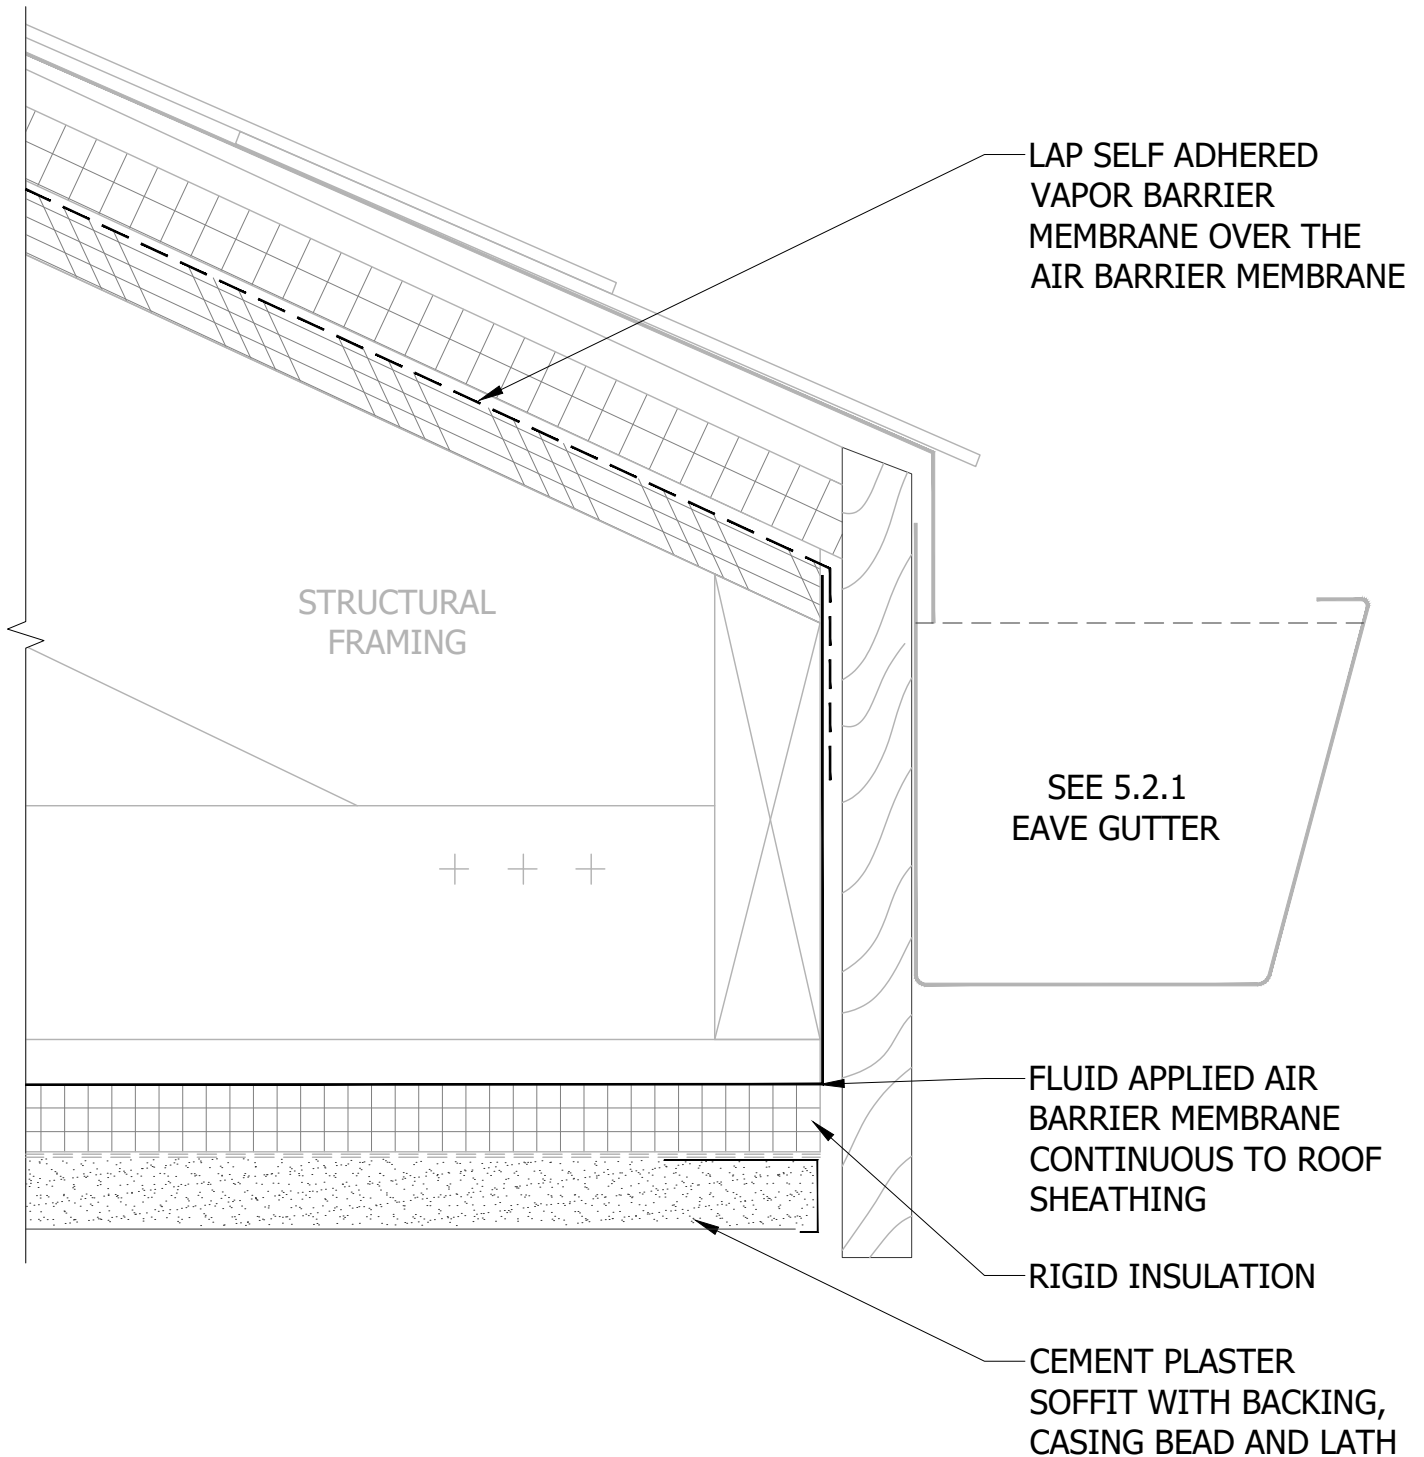 LAP SELF ADHERED
VAPOR BARRIER
MEMBRANE OVER THE
AIR BARRIER MEMBRANE
STRUCTURAL
FRAMING
SEE 5.2.1
EAVE GUTTER
FLUID APPLIED AIR
BARRIER MEMBRANE
CONTINUOUS TO ROOF
SHEATHING
RIGID INSULATION
CEMENT PLASTER
SOFFIT WITH BACKING,
CASING BEAD AND LATH